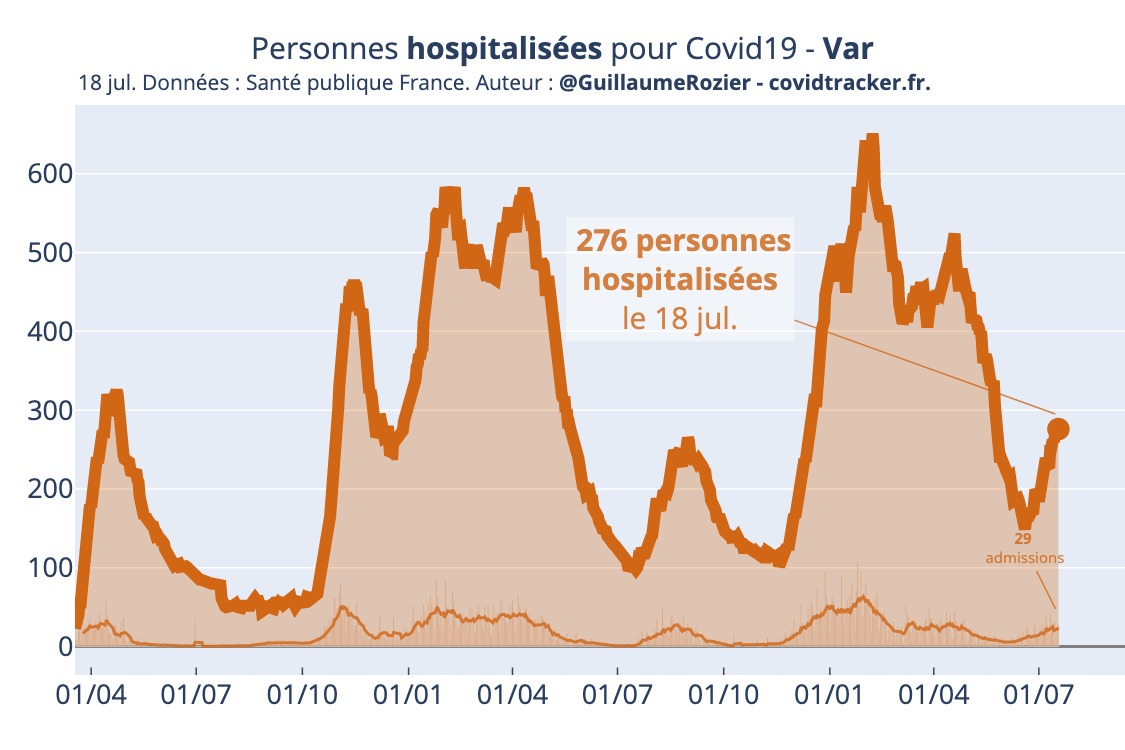 Personnes hospitalisées pour Covid19 - Var
18 jul. Données : Santé publique France. Auteur : @GuillaumeRozier - covidtracker.fr.
600
500
400
300
200
100
0
276 personnes
hospitalisées
le 18 jul.
29
admissions
01/04 01/07 01/10 01/01 01/04 01/07 01/10 01/01 01/04 01/07